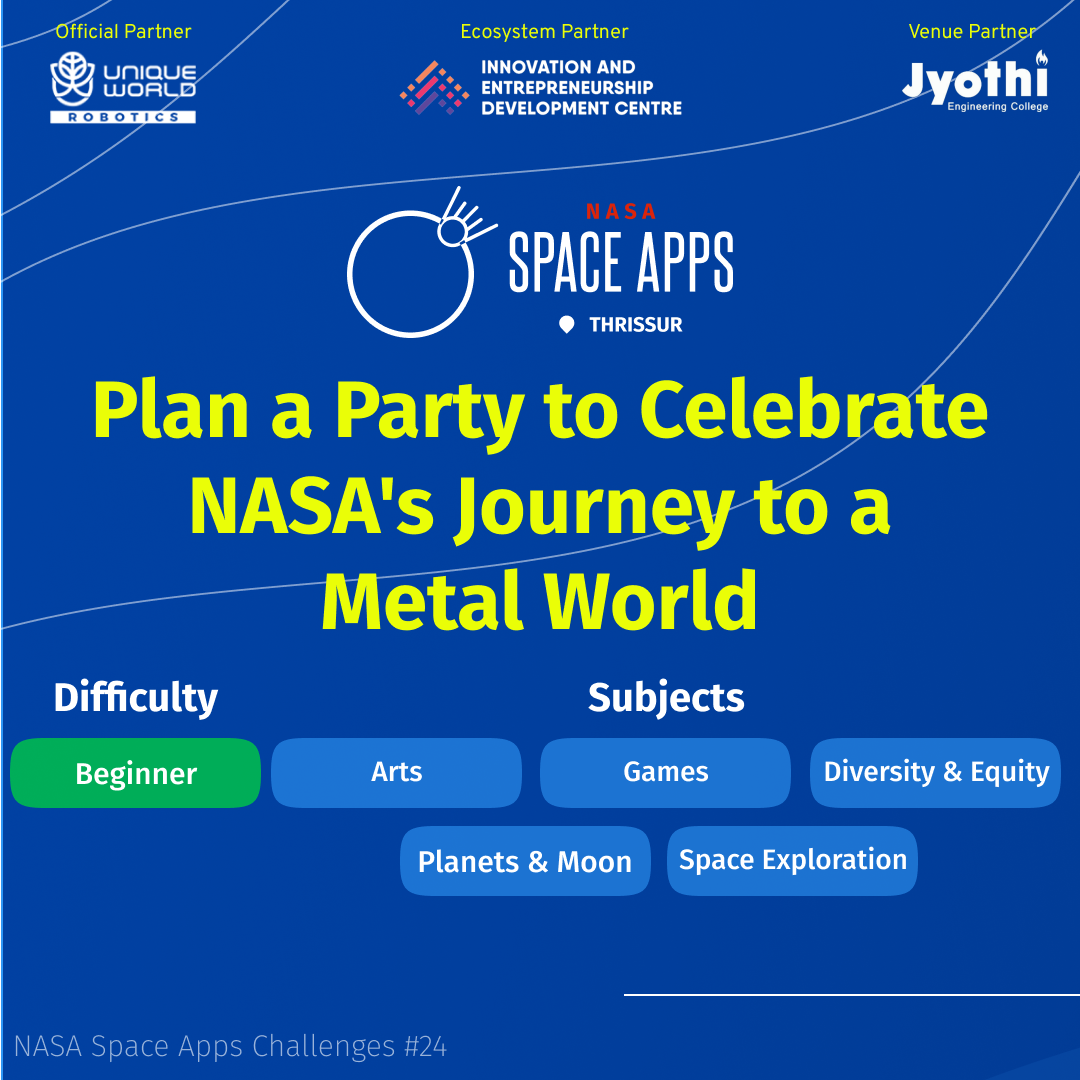 Official Partner
Ecosystem Partner
Venue Partner
UNIQUE
WORLD
ROBOTICS
INNOVATION AND
ENTREPRENEURSHIP
DEVELOPMENT CENTRE
Jyothi
Engineering College
NASA
SPACE APPS
THRISSUR
Plan a Party to Celebrate
NASA's Journey to a
Metal World
Difficulty
Subjects
Beginner
Arts
Games
Diversity & Equity
Planets & Moon
Space Exploration
NASA Space Apps Challenges #24